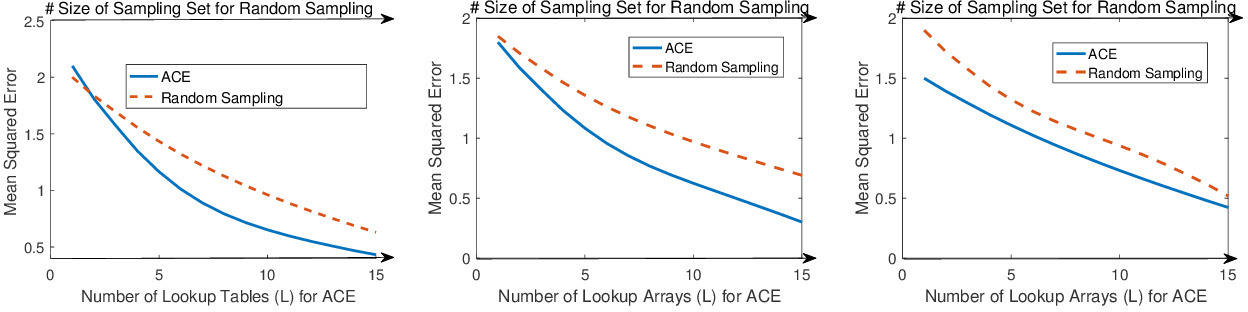 # Size of Sampling Set for Random Sampling
2.5
2
1.5
1
0.5
Mean Squared Error
ACE
Random Sampling
0 5 10 15
Number of Lookup Tables (L) for ACE
# Size of Sampling Set for Random Sampling
2
1.5
1
0.5
0
Mean Squared Error
ACE
Random Sampling
0 5 10 15
Number of Lookup Arrays (L) for ACE
# Size of Sampling Set for Random Sampling
2
1.5
1
0.5
0
Mean Squared Error
ACE
Random Sampling
0 5 10 15
Number of Lookup Arrays (L) for ACE